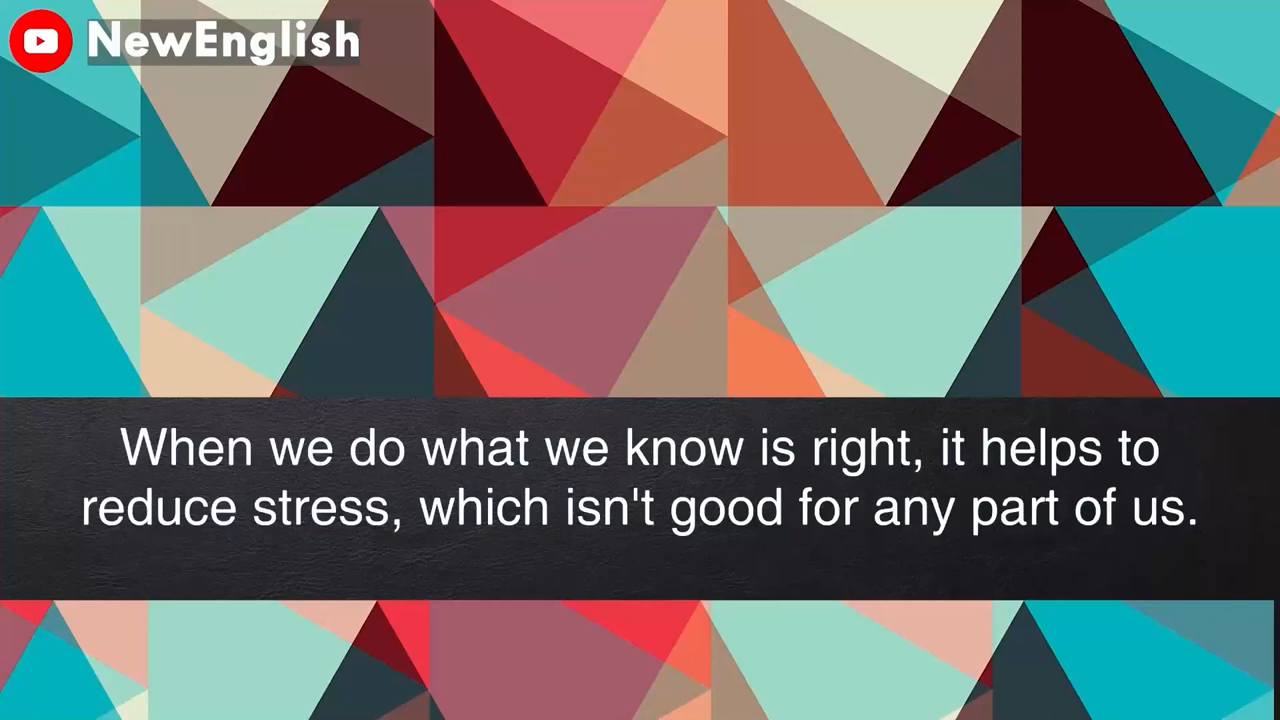 NewEnglish
When we do what we know is right, it helps to
reduce stress, which isn't good for any part of us.